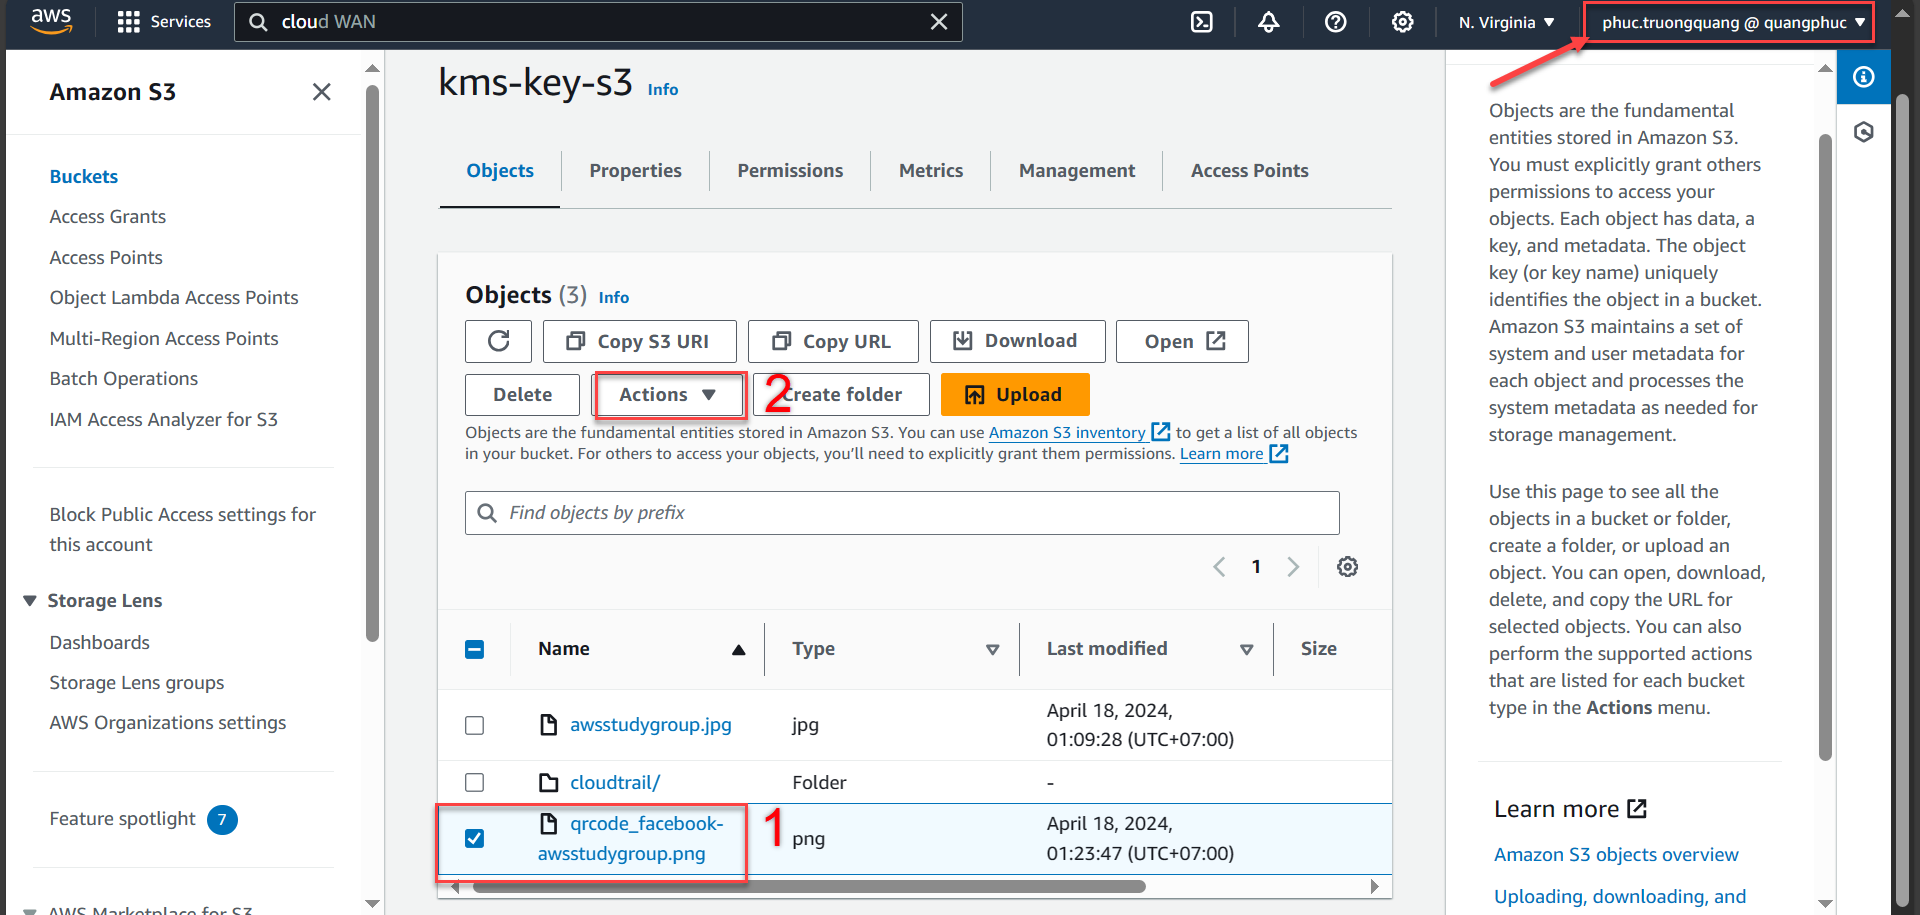 aws
Services
cloud WAN
N. Virginia
phuc.truongquang @ quangphuc
Amazon S3
Buckets
Access Grants
Access Points
Object Lambda Access Points
Multi-Region Access Points
Batch Operations
IAM Access Analyzer for S3
Block Public Access settings for
this account
Storage Lens
Dashboards
Storage Lens groups
AWS Organizations settings
Feature spotlight 7
AWS Marketplace for S3
kms-key-s3 Info
Objects
Properties
Permissions
Metrics
Management
Access Points
Objects (3) Info
Copy S3 URI
Copy URL
Download
Open
Delete
Actions
2
Create folder
Upload
Objects are the fundamental entities stored in Amazon S3. You can use Amazon S3 inventory to get a list of all objects
in your bucket. For others to access your objects, you'll need to explicitly grant them permissions. Learn more
Find objects by prefix
1
Name
Type
Last modified
Size
awsstudygroup.jpg
jpg
April 18, 2024,
01:09:28 (UTC+07:00)
cloudtrail/
Folder
-
qrcode_facebook-
awsstudygroup.png
1
png
April 18, 2024,
01:23:47 (UTC+07:00)
Objects are the fundamental
entities stored in Amazon S3.
You must explicitly grant others
permissions to access your
objects. Each object has data, a
key, and metadata. The object
key (or key name) uniquely
identifies the object in a bucket.
Amazon S3 maintains a set of
system and user metadata for
each object and processes the
system metadata as needed for
storage management.
Use this page to see all the
objects in a bucket or folder,
create a folder, or upload an
object. You can open, download,
delete, and copy the URL for
selected objects. You can also
perform the supported actions
that are listed for each bucket
type in the Actions menu.
Learn more
Amazon S3 objects overview
Uploading, downloading, and